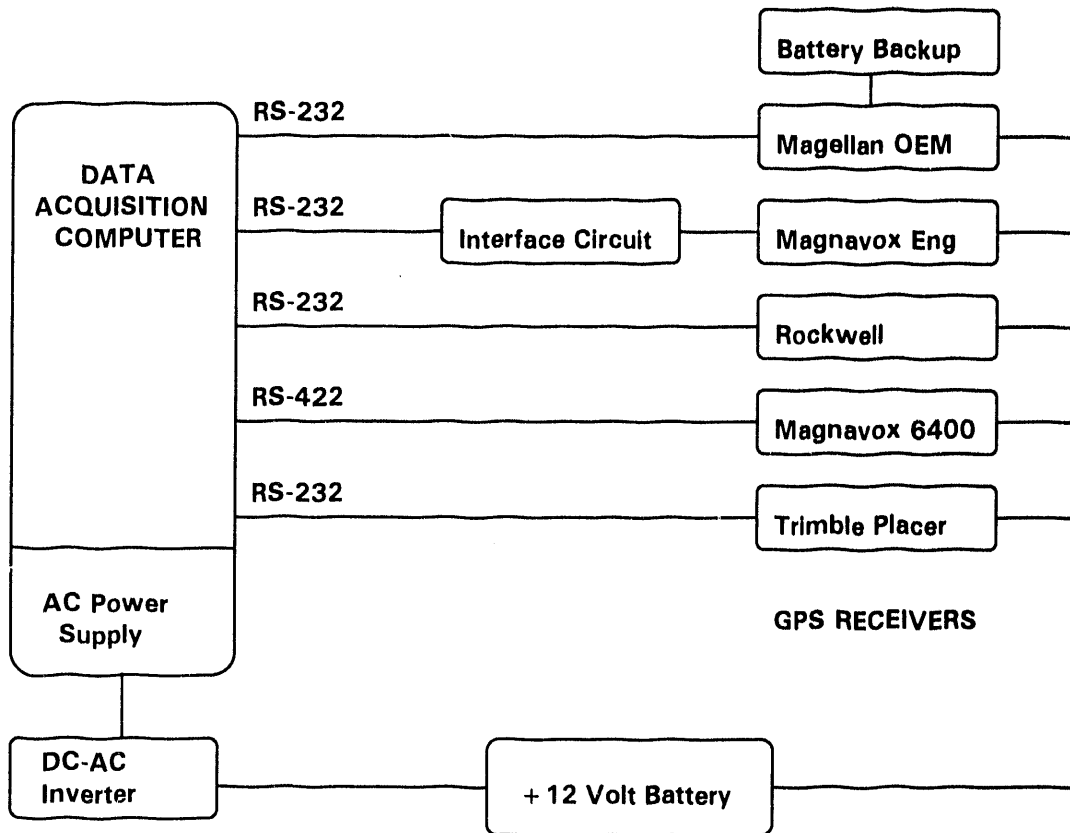 Battery Backup
RS-232
Magellan OEM
DATA
ACQUISITION
COMPUTER
RS-232
Interface Circuit
Magnavox Eng
RS-232
Rockwell
RS-422
Magnavox 6400
RS-232
Trimble Placer
AC Power
Supply
GPS RECEIVERS
DC-AC
Inverter
+ 12 Volt Battery